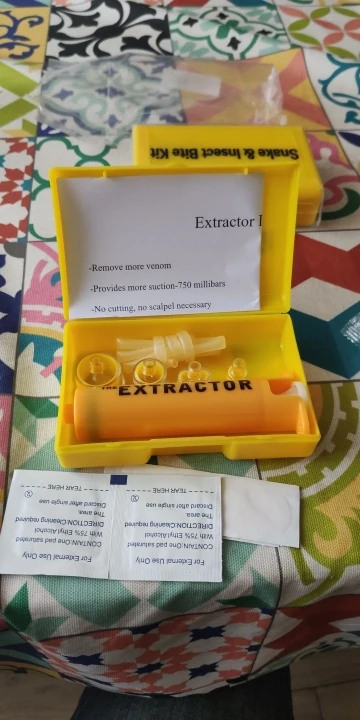 Snake & Insect Bite Kit
Extractor
-Remove more venom
-Provides more suction-750 millibars
-No cutting, no scalpel necessary
THE EXTRACTOR
For External Use Only
CONTAIN:One pad saturated
With 75% Ethyl Alcohol
DIRECTION:Cleaning required
The area.
Discard after single use
TEAR HERE
For External Use Only
CONTAIN:One pad saturated
With 75% Ethyl Alcohol
DIRECTION:Cleaning required
The area.
Discard after single use
TEAR HERE